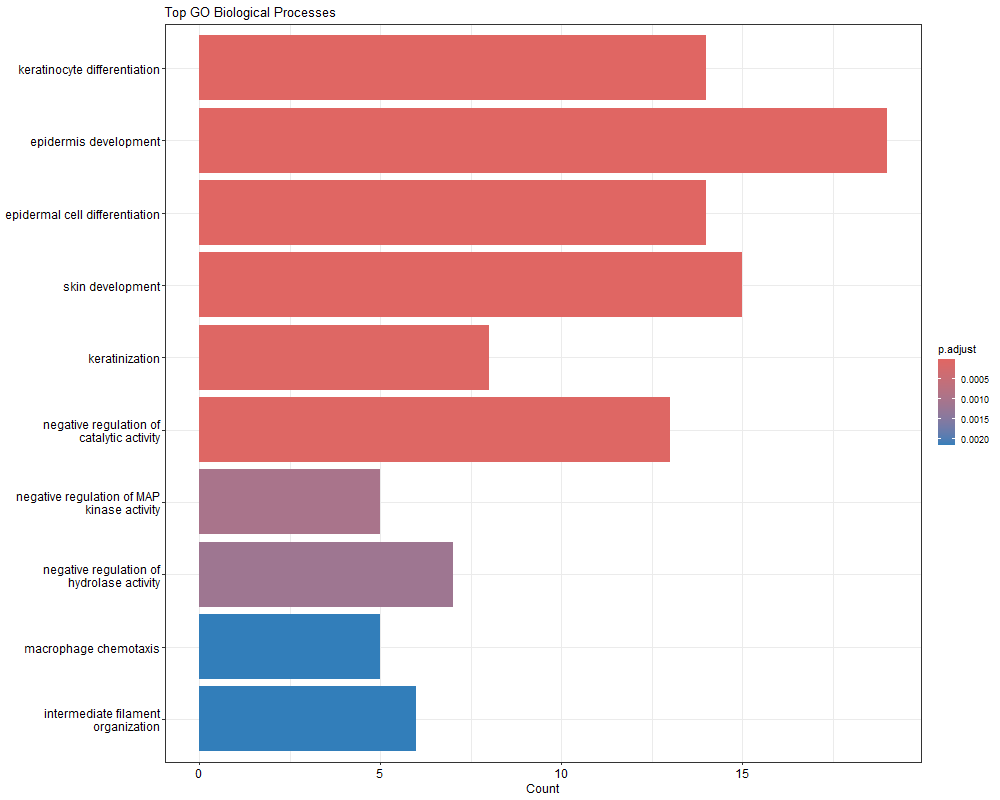 Top GO Biological Processes
keratinocyte differentiation
epidermis development
epidermal cell differentiation
skin development
keratinization
negative regulation of
catalytic activity
negative regulation of MAP
kinase activity
negative regulation of
hydrolase activity
macrophage chemotaxis
intermediate filament
organization
0
5
10
15
Count
p.adjust
0.0005
0.0010
0.0015
0.0020